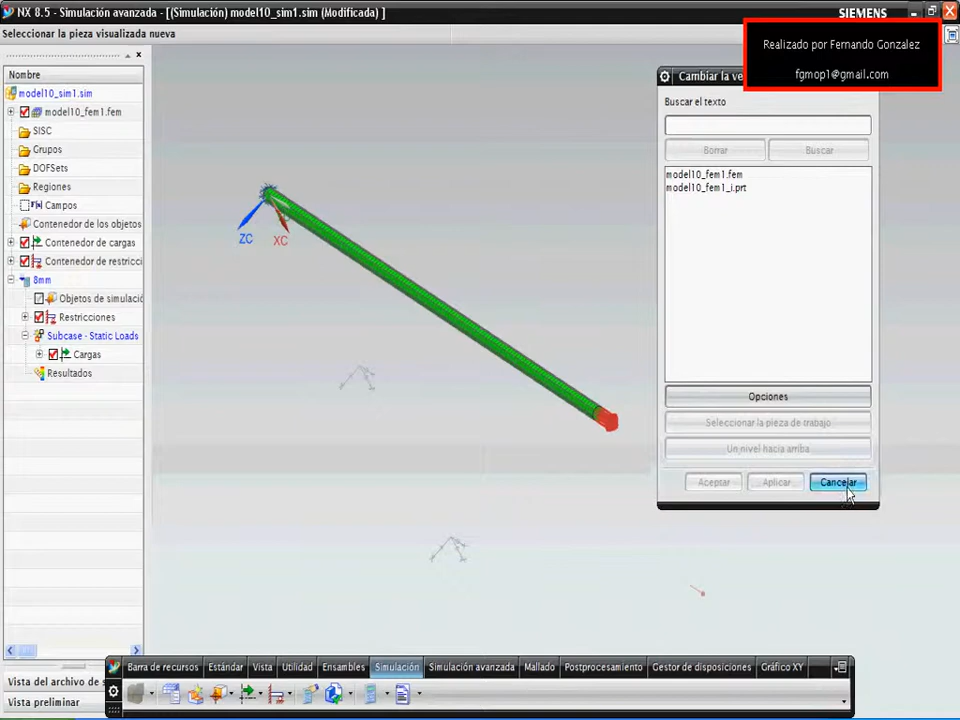 NX 8.5 - Simulación avanzada - [(Simulación) model10_sim1.sim (Modificada) ]
SIEMENS
Seleccionar la pieza visualizada nueva
Realizado por Fernando Gonzalez
fgmop1@gmail.com
Nombre
model10_sim1.sim
model10_fem1.fem
SISC
Grupos
DOFSets
Regiones
Campos
Contenedor de los objetos
Contenedor de cargas
Contenedor de restricci
8mm
Objetos de simulació
Restricciones
Subcase - Static Loads
Cargas
Resultados
Vista del archivo de s
Vista preliminar
ZC
XC
Cambiar la ve
Buscar el texto
Borrar
Buscar
model10_fem1.fem
model10_fem1_i.prt
Opciones
Seleccionar la pieza de trabajo
Un nivel hacia arriba
Aceptar
Aplicar
Cancelar
Barra de recursos
Estándar
Vista
Utilidad
Ensambles
Simulación
Simulación avanzada
Mallado
Postprocesamiento
Gestor de disposiciones
Gráfico XY